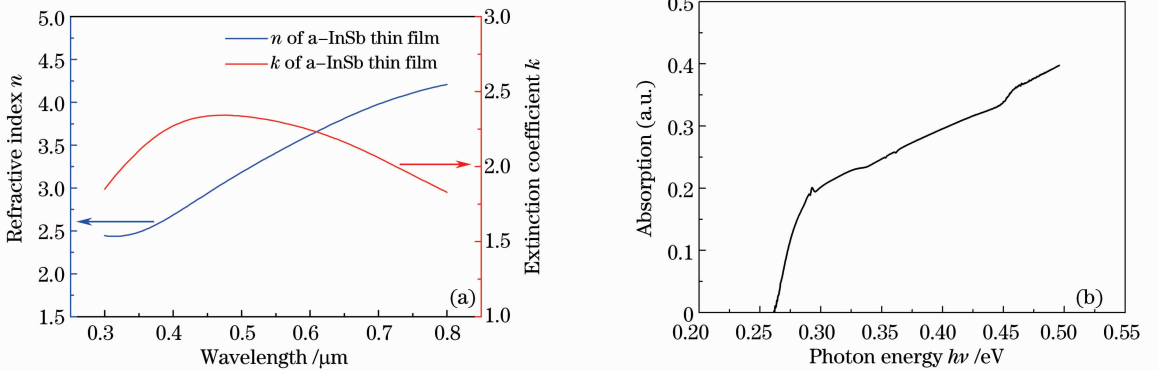 5.0
4.5
4.0
3.5
3.0
2.5
2.0
1.5
Refractive index n
n of a–InSb thin film
k of a–InSb thin film
3.0
2.5
2.0
1.5
1.0
Extinction coefficient k
(a)
0.3 0.4 0.5 0.6 0.7 0.8
Wavelength /μm
0.5
0.4
0.3
0.2
0.1
0
Absorption (a.u.)
(b)
0.20 0.25 0.30 0.35 0.40 0.45 0.50 0.55
Photon energy hν /eV